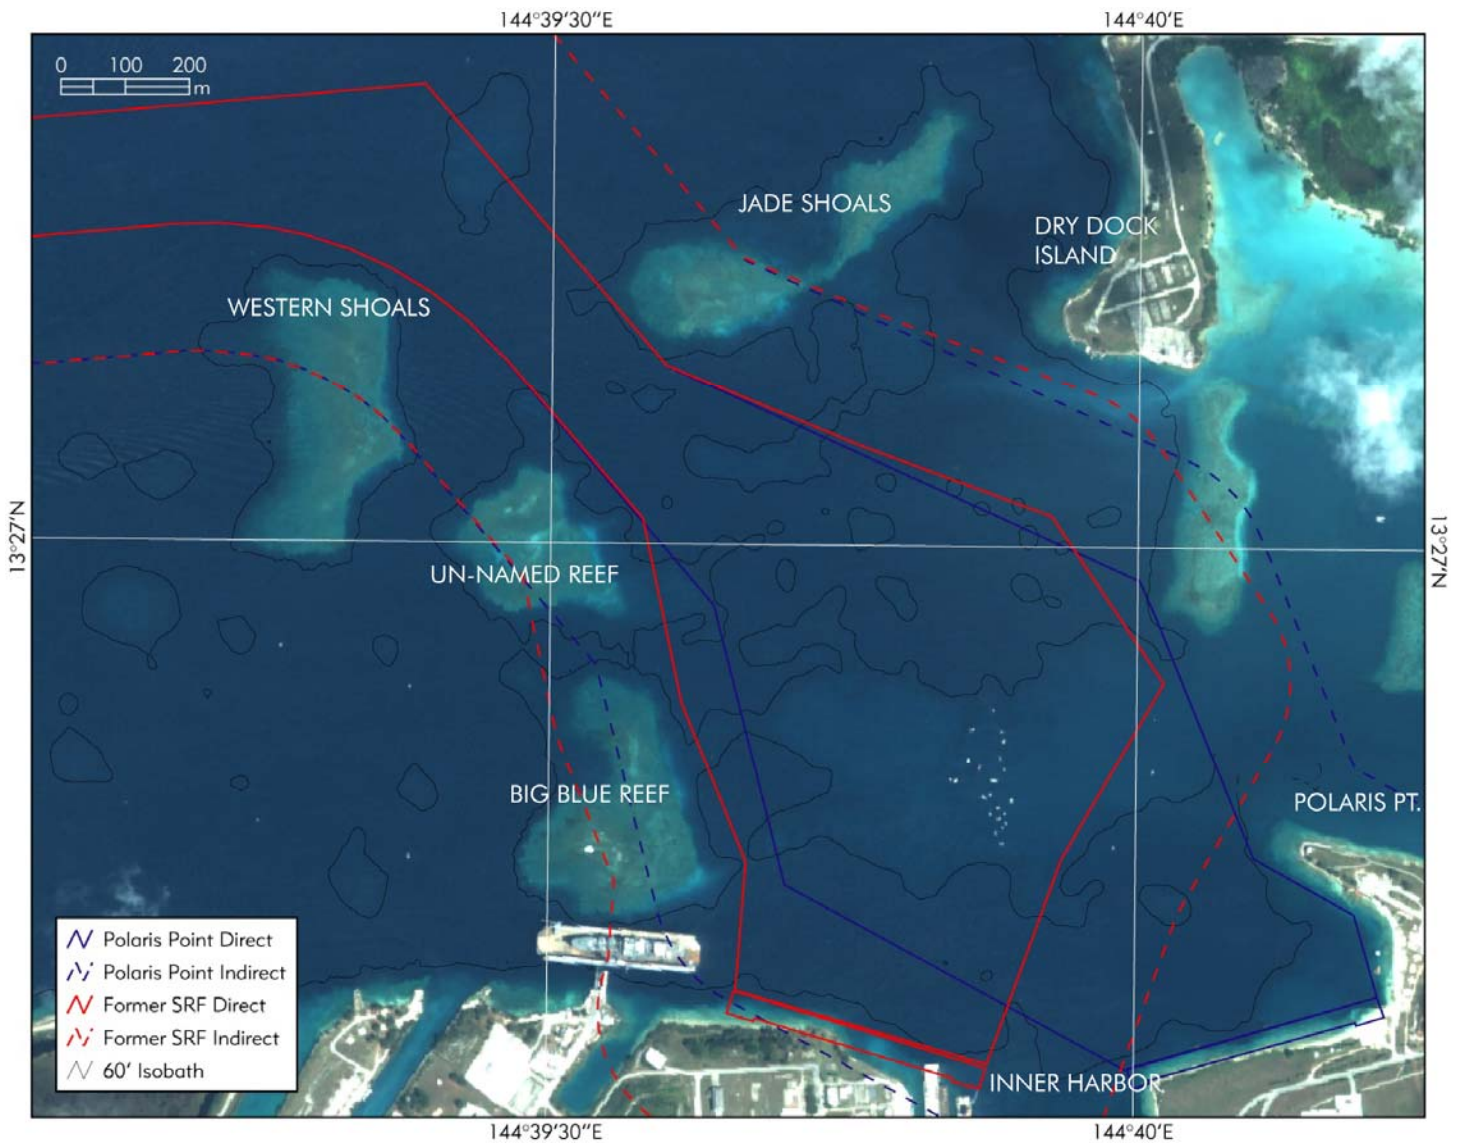 144°39'30"E
144°40'E
0 100 200
m
JADE SHOALS
DRY DOCK
ISLAND
WESTERN SHOALS
13°27'N
13°27'N
UN-NAMED REEF
BIG BLUE REEF
POLARIS PT.
Polaris Point Direct
Polaris Point Indirect
Former SRF Direct
Former SRF Indirect
60' Isobath
INNER HARBOR
144°39'30"E
144°40'E